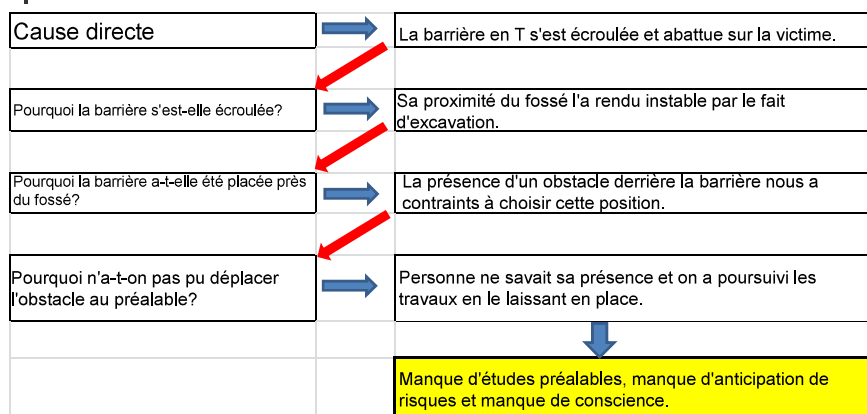 Cause directe
La barrière en T s'est écroulée et abattue sur la victime.
Pourquoi la barrière s'est-elle écroulée?
Sa proximité du fossé l'a rendu instable par le fait
d'excavation.
Pourquoi la barrière a-t-elle été placée près
du fossé?
La présence d'un obstacle derrière la barrière nous a
contraints à choisir cette position.
Pourquoi n'a-t-on pas pu déplacer
l'obstacle au préalable?
Personne ne savait sa présence et on a poursuivi les
travaux en le laissant en place.
Manque d'études préalables, manque d'anticipation de
risques et manque de conscience.